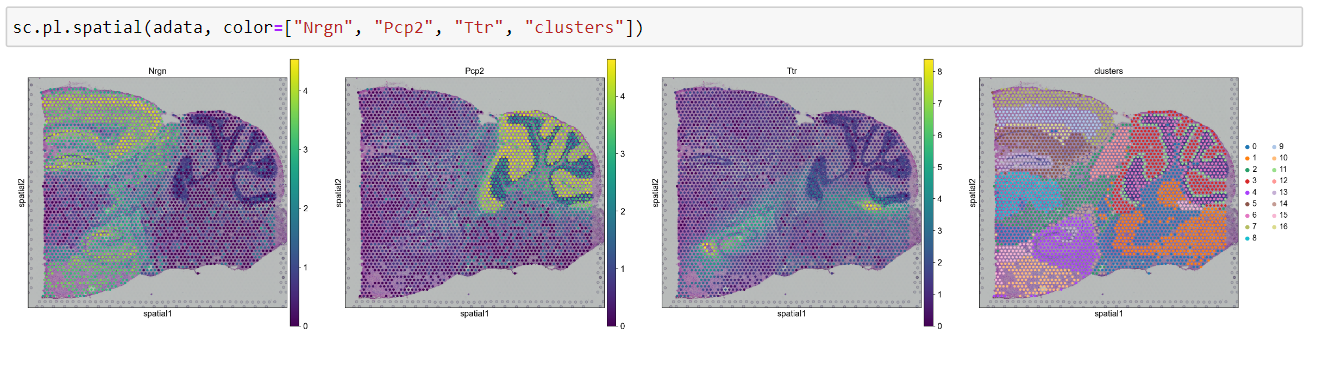 sc.pl.spatial(adata, color=["Nrgn", "Pcp2", "Ttr", "clusters"])
Nrgn
Pcp2
Ttr
clusters
4
3
2
1
0
4
3
2
1
0
8
7
6
5
4
3
2
1
0
0
1
2
3
4
5
6
7
8
9
10
11
12
13
14
15
16
spatial2
spatial2
spatial2
spatial2
spatial1
spatial1
spatial1
spatial1